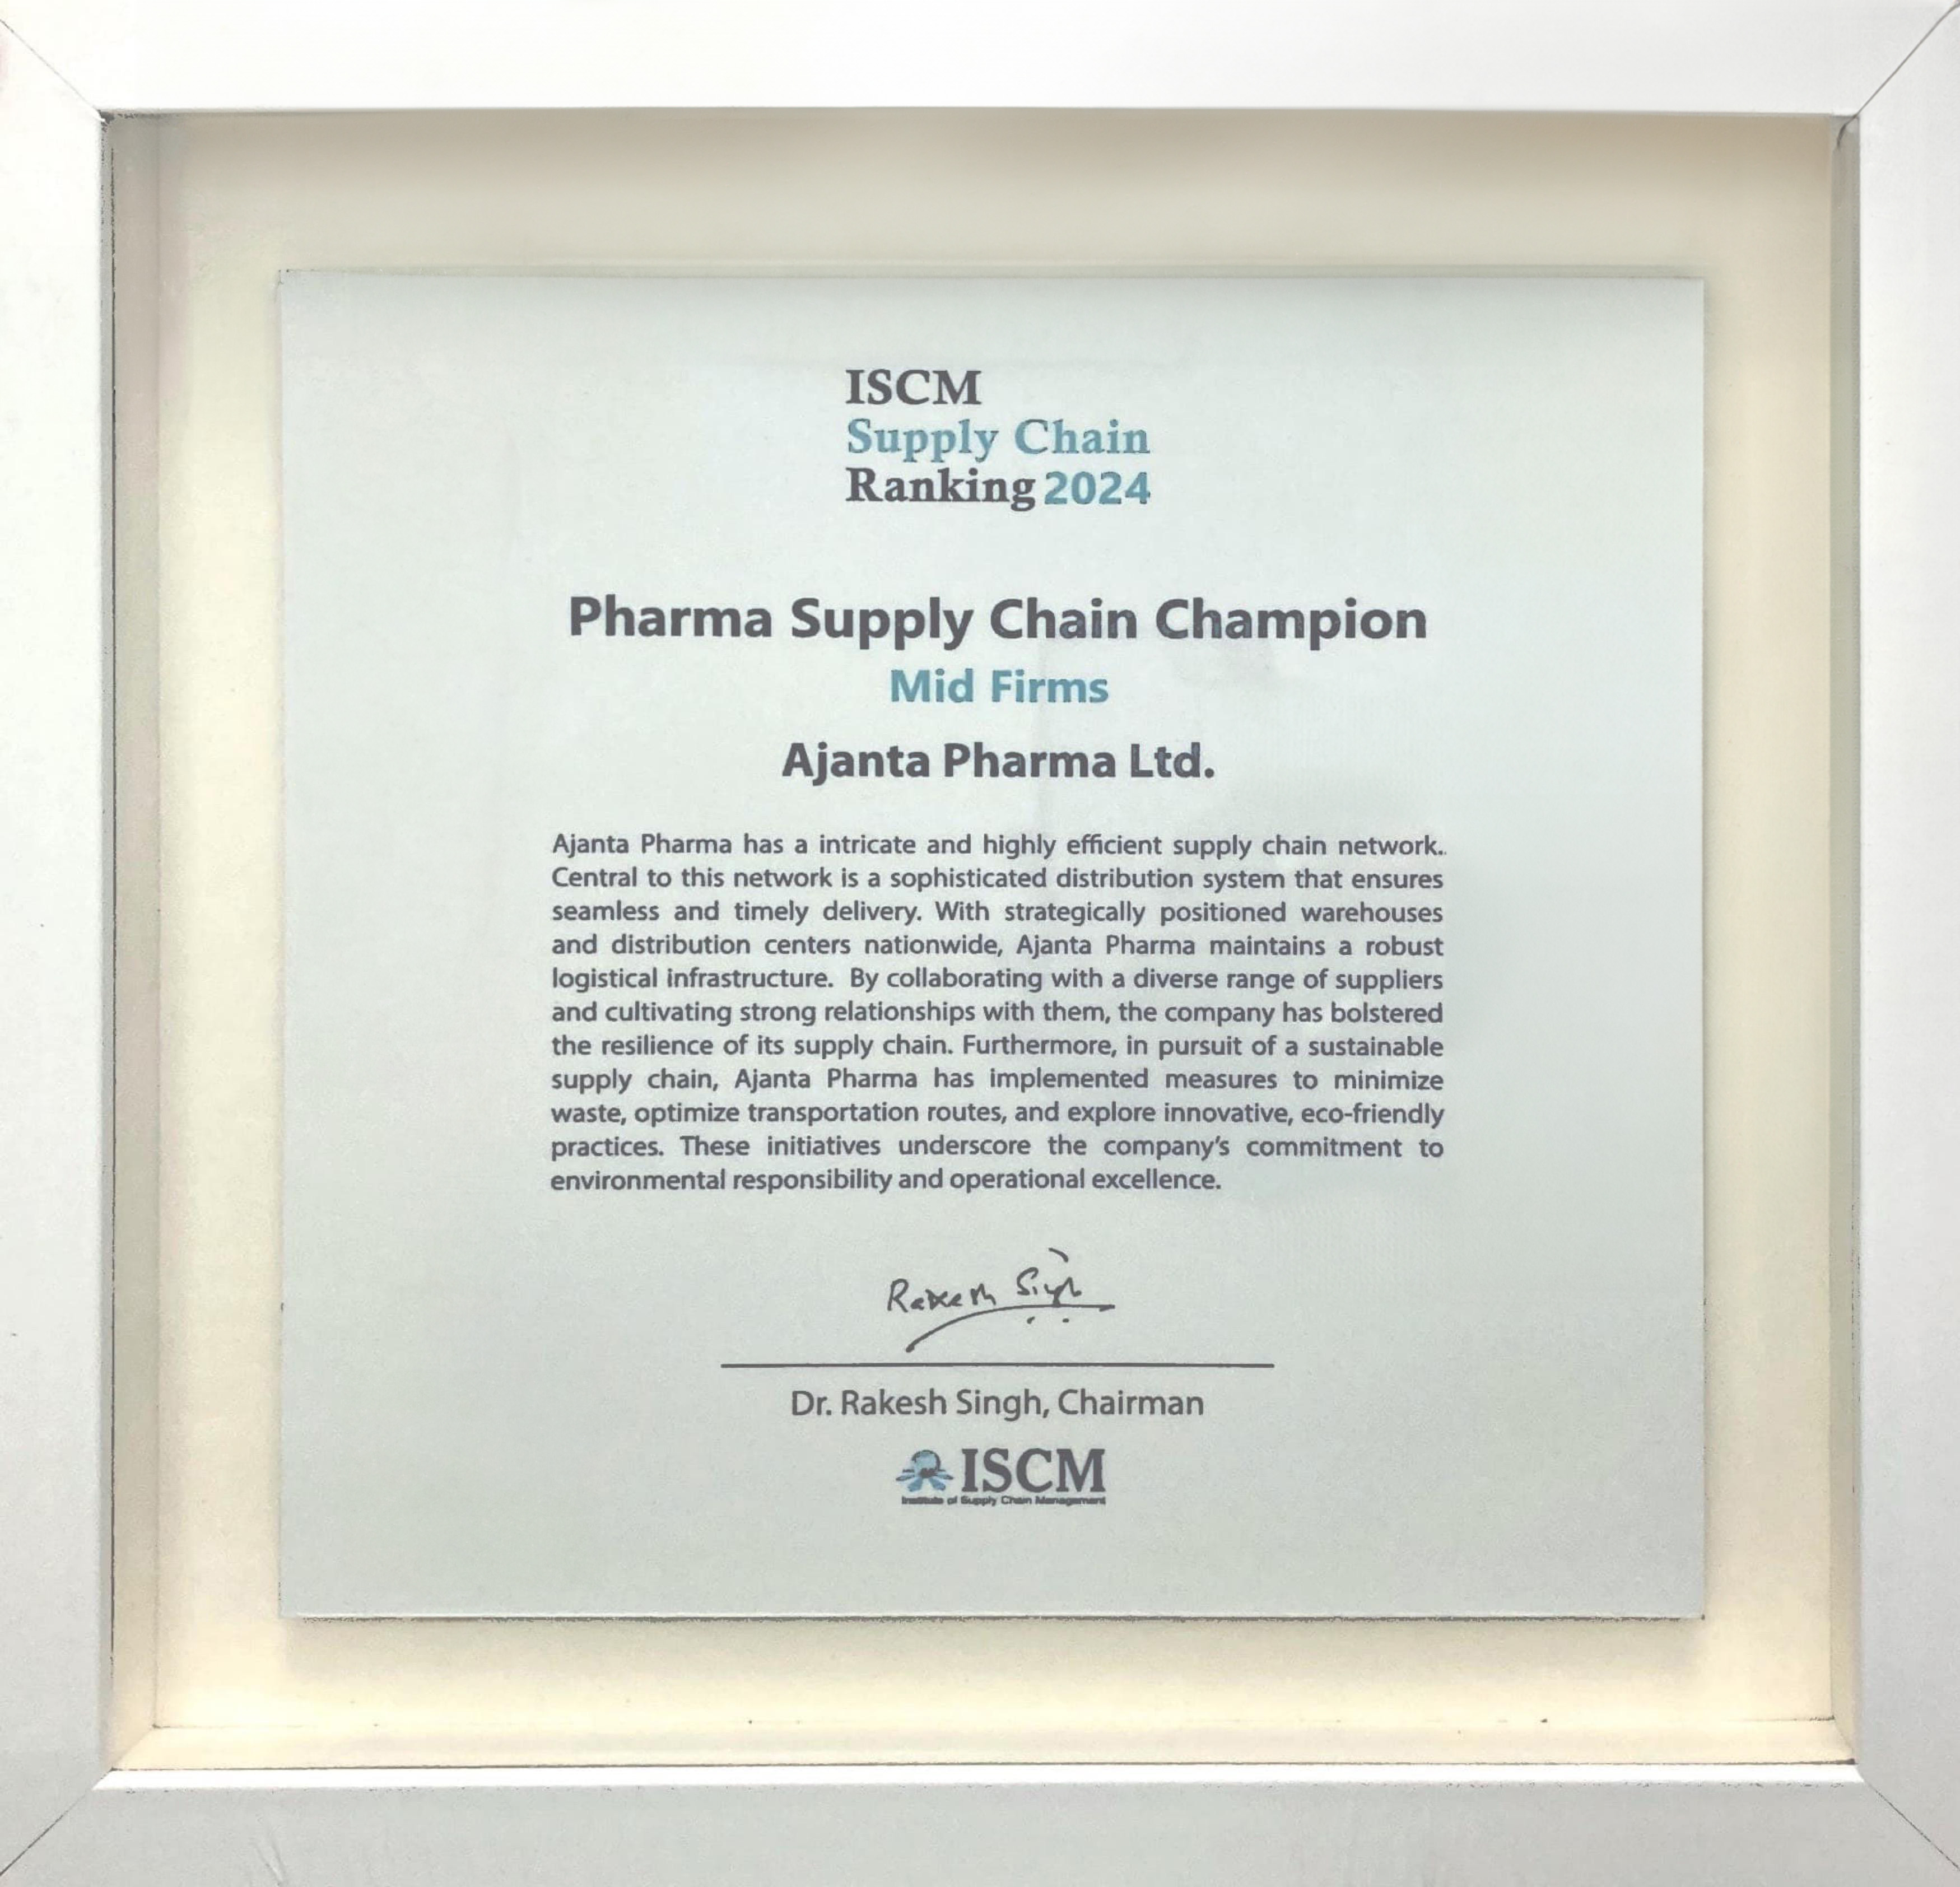 ISCM
Supply Chain
Ranking 2024
Pharma Supply Chain Champion
Mid Firms
Ajanta Pharma Ltd.
Ajanta Pharma has a intricate and highly efficient supply chain network..
Central to this network is a sophisticated distribution system that ensures
seamless and timely delivery. With strategically positioned warehouses
and distribution centers nationwide, Ajanta Pharma maintains a robust
logistical infrastructure. By collaborating with a diverse range of suppliers
and cultivating strong relationships with them, the company has bolstered
the resilience of its supply chain. Furthermore, in pursuit of a sustainable
supply chain, Ajanta Pharma has implemented measures to minimize
waste, optimize transportation routes, and explore innovative, eco-friendly
practices. These initiatives underscore the company's commitment to
environmental responsibility and operational excellence.
Rakesh Singh
Dr. Rakesh Singh, Chairman
ISCM
Institute of Supply Chain Management